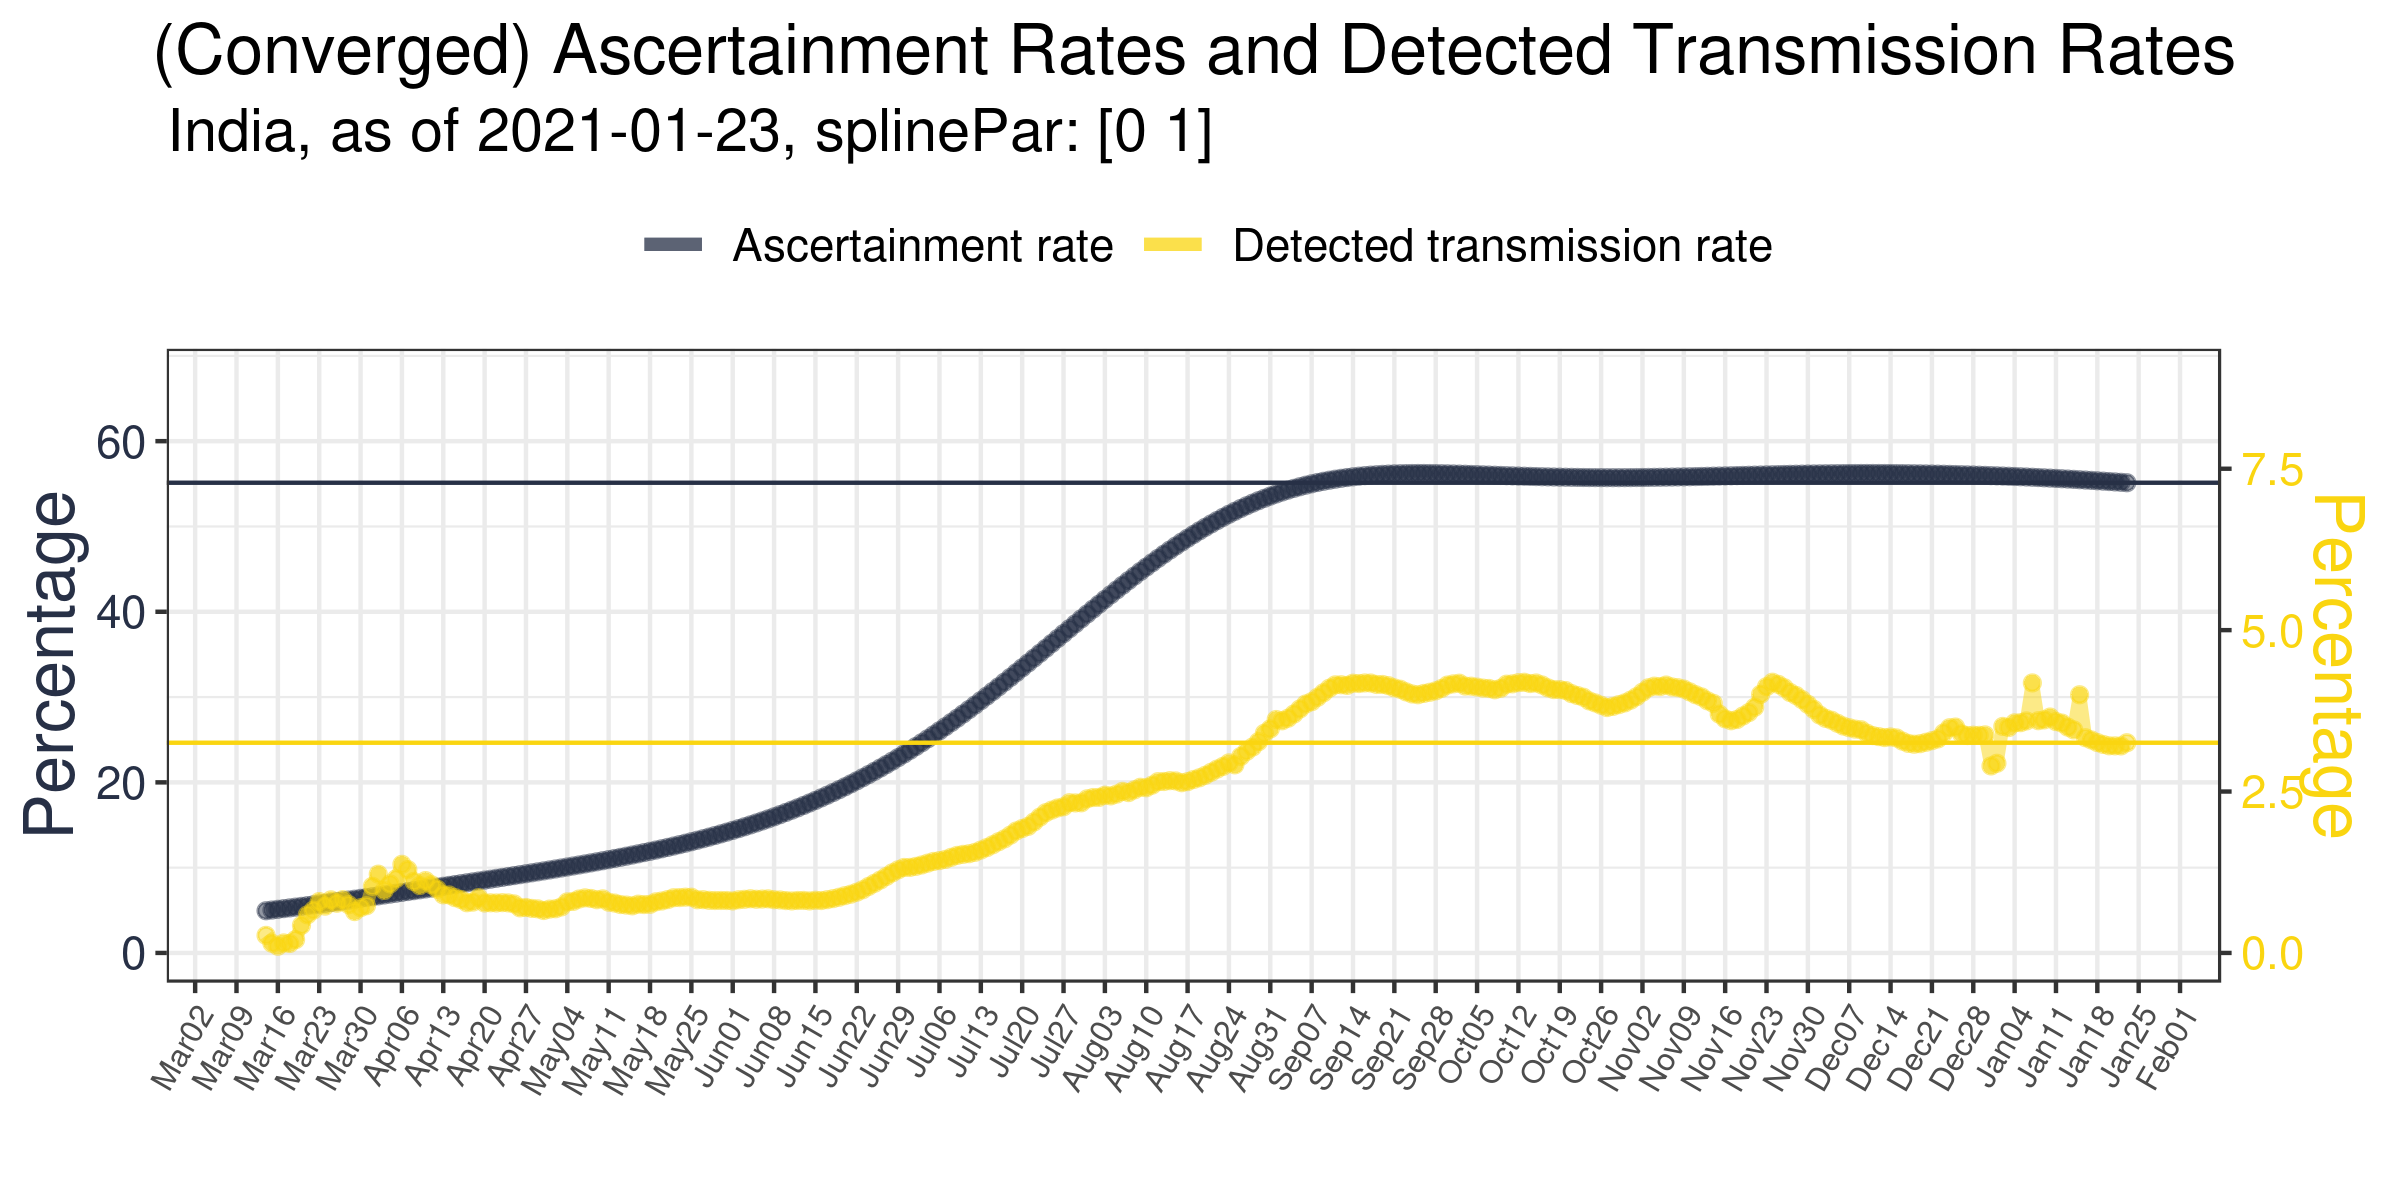 (Converged) Ascertainment Rates and Detected Transmission Rates
India, as of 2021-01-23, splinePar: [0 1]
Ascertainment rate
Detected transmission rate
Percentage
60
40
20
0
7.5
5.0
2.5
0.0
Percentage
Mar02
Mar09
Mar16
Mar23
Mar30
Apr06
Apr13
Apr20
Apr27
May04
May11
May18
May25
Jun01
Jun08
Jun15
Jun22
Jun29
Jul06
Jul13
Jul20
Jul27
Aug03
Aug10
Aug17
Aug24
Aug31
Sep07
Sep14
Sep21
Sep28
Oct05
Oct12
Oct19
Oct26
Nov02
Nov09
Nov16
Nov23
Nov30
Dec07
Dec14
Dec21
Dec28
Jan04
Jan11
Jan18
Jan25
Feb01